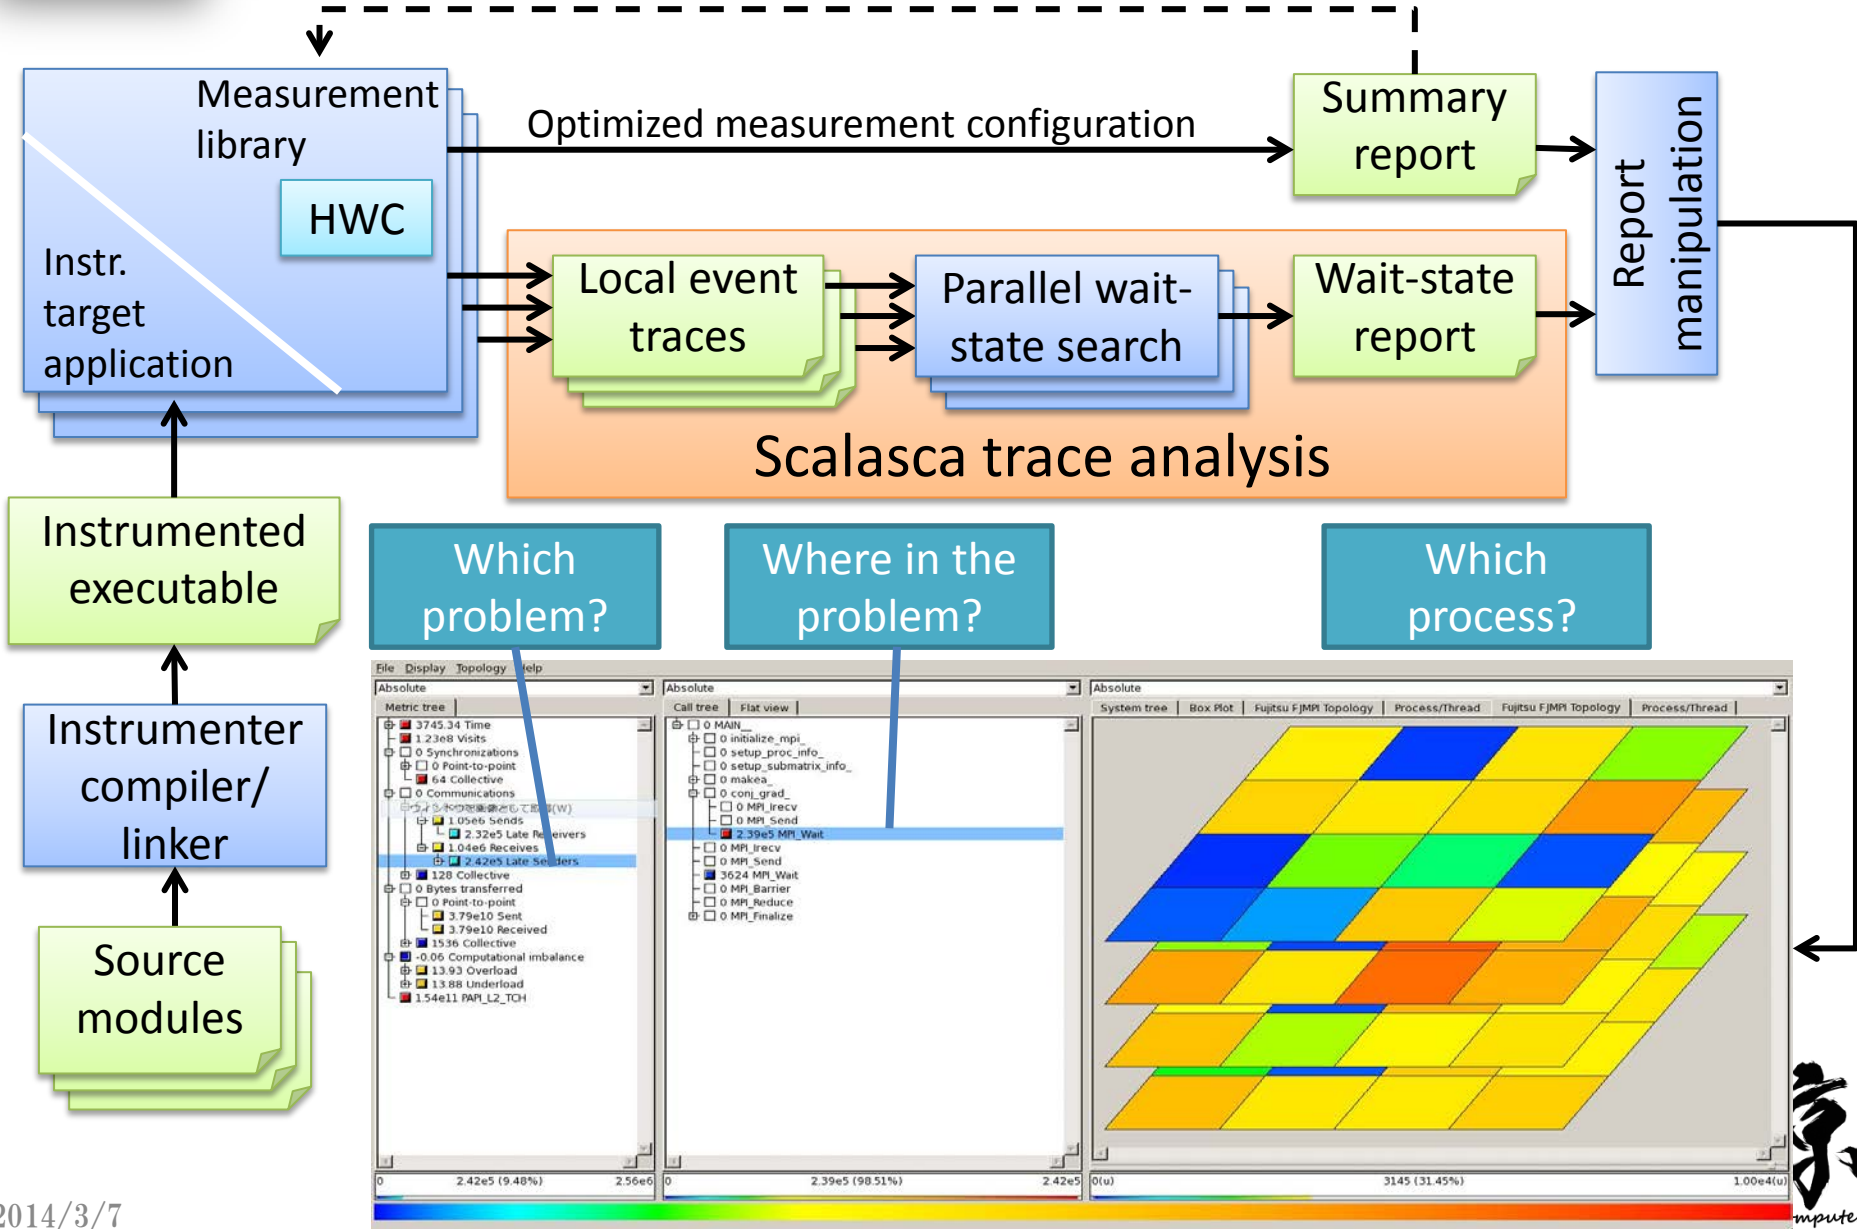 Measurement
library
Optimized measurement configuration
Summary
report
Report
manipulation
HWC
Instr.
target
application
Local event
traces
Parallel wait-
state search
Wait-state
report
Scalasca trace analysis
Instrumented
executable
Which
problem?
Where in the
problem?
Which
process?
Instrumenter
compiler/
linker
Source
modules
File Display Topology Help
Absolute
Metric tree
3745.34 Time
1.23e8 Visits
0 Synchronizations
0 Point-to-point
64 Collective
0 Communications
1.05e6 Sends
2.32e5 Late Receivers
1.04e6 Receives
2.42e5 Late Senders
128 Collective
0 Bytes transferred
0 Point-to-point
3.79e10 Sent
3.79e10 Received
1536 Collective
-0.06 Computational imbalance
13.93 Overload
13.88 Underload
1.54e11 PAPI_L2_TCH
0 2.42e5 (9.48%) 2.56e6
Absolute
Call tree Flat view
0 MAIN__
0 initialize_mpi_
0 setup_proc_info_
0 setup_submatrix_info_
0 makea_
0 conj_grad_
0 MPI_Irecv
0 MPI_Send
2.39e5 MPI_Wait
0 MPI_Irecv
0 MPI_Send
3624 MPI_Wait
0 MPI_Barrier
0 MPI_Reduce
0 MPI_Finalize
0 2.39e5 (98.51%) 2.42e5
Absolute
System tree Box Plot Fujitsu FJMPI Topology Process/Thread Fujitsu FJMPI Topology Process/Thread
0(u) 3145 (31.45%) 1.00e4(u)
2014/3/7